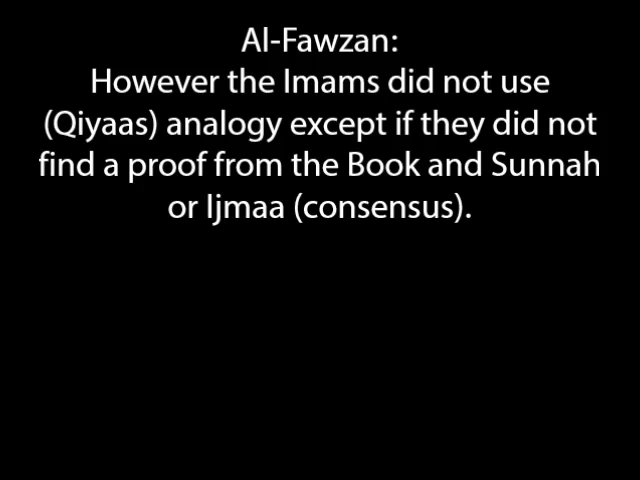 Al-Fawzan:
However the Imams did not use
(Qiyaas) analogy except if they did not
find a proof from the Book and Sunnah
or Ijmaa (consensus).